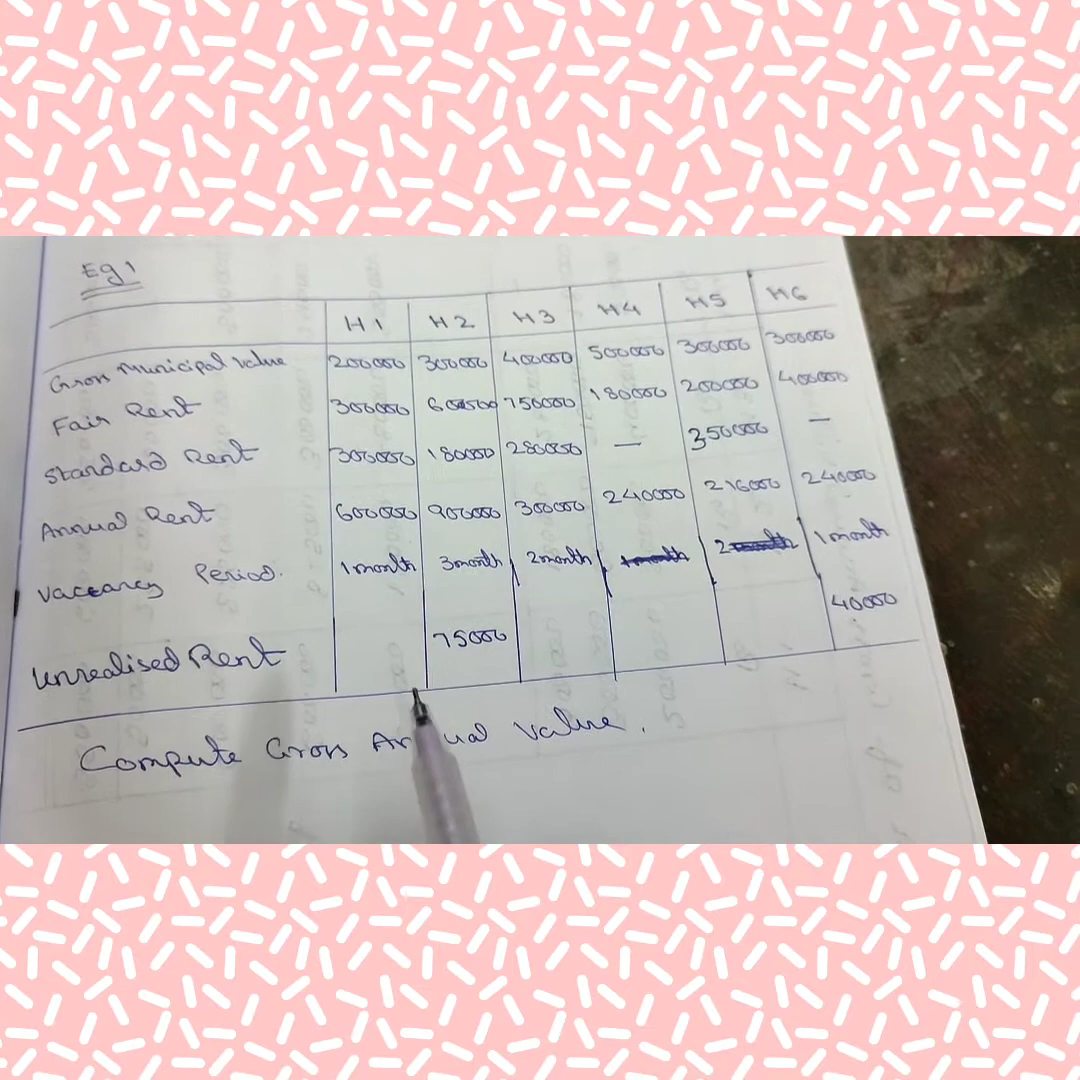 Eg 1
H1 H2 H3 H4 H5 H6
Gross Municipal Value 200000 300000 400000 500000 300000 300000
Fair Rent 300000 600000 750000 180000 200000 400000
Standard Rent 300000 180000 280000 — 350000 —
Annual Rent 600000 900000 300000 240000 216000 240000
Vaccancy Period. 1 month 3 month 2 month 2 1 month
Unrealised Rent 75000 40000
Compute Gross Value.